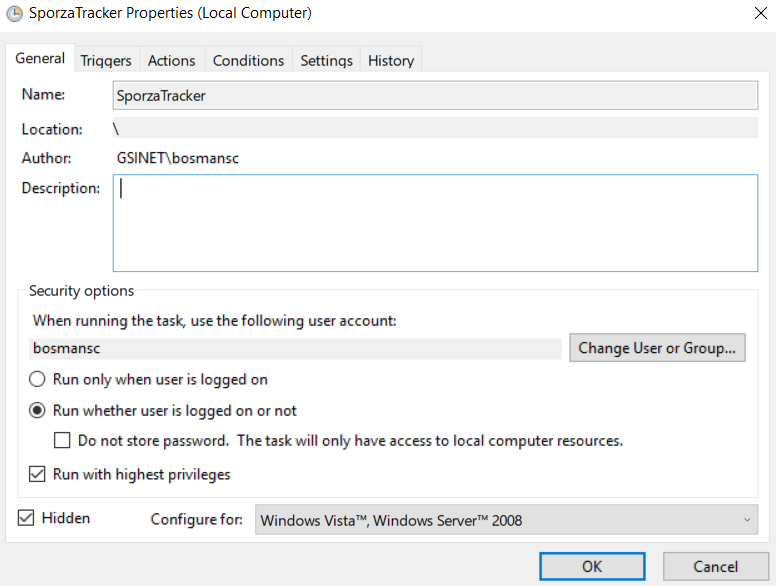 SporzaTracker Properties (Local Computer)
General Triggers Actions Conditions Settings History
Name: SporzaTracker
Location: \
Author: GSINET\bosmansc
Description:
Security options
When running the task, use the following user account:
bosmansc Change User or Group...
Run only when user is logged on
Run whether user is logged on or not
Do not store password. The task will only have access to local computer resources.
Run with highest privileges
Hidden Configure for: Windows Vista™, Windows Server™ 2008
OK Cancel